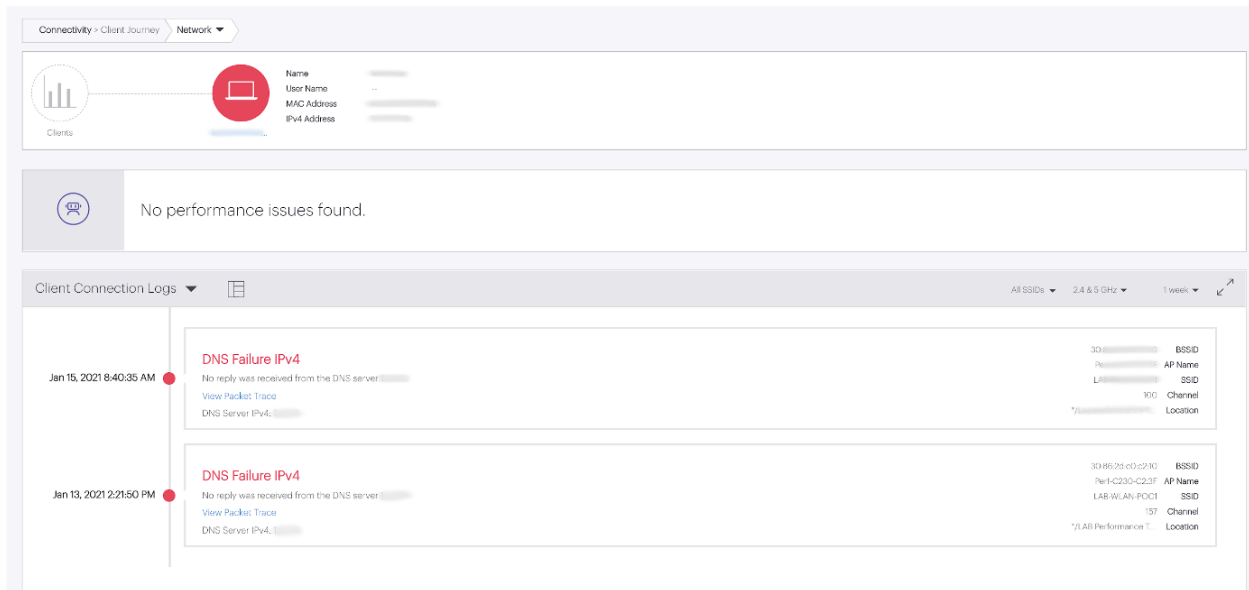 Connectivity > Client Journey Network
Name
User Name --
MAC Address
IPv4 Address
Clients
No performance issues found.
Client Connection Logs All SSIDs 2.4 & 5 GHz 1 week
Jan 15, 2021 8:40:35 AM
DNS Failure IPv4
No reply was received from the DNS server
View Packet Trace
DNS Server IPv4:
BSSID
AP Name
SSID
100 Channel
Location
Jan 13, 2021 2:21:50 PM
DNS Failure IPv4
No reply was received from the DNS server
View Packet Trace
DNS Server IPv4:
30:86:2d:c0:c2:10 BSSID
Perf-C230-C2:3F AP Name
LAB-WLAN-POC1 SSID
157 Channel
*/LAB Performance T... Location